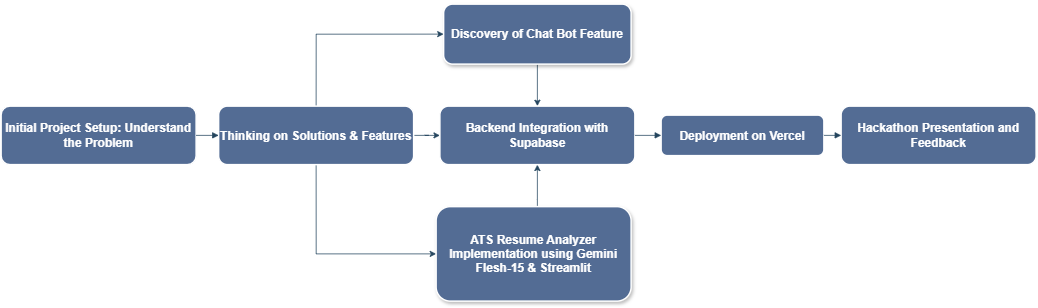 Discovery of Chat Bot Feature
Initial Project Setup: Understand
the Problem
Thinking on Solutions & Features
Backend Integration with
Supabase
Deployment on Vercel
Hackathon Presentation and
Feedback
ATS Resume Analyzer
Implementation using Gemini
Flesh-15 & Streamlit